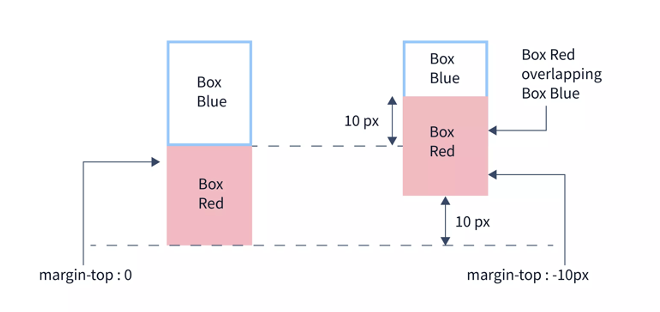 Box
Blue
Box
Red
margin-top : 0
Box
Blue
10 px
Box
Red
10 px
Box Red
overlapping
Box Blue
margin-top : -10px